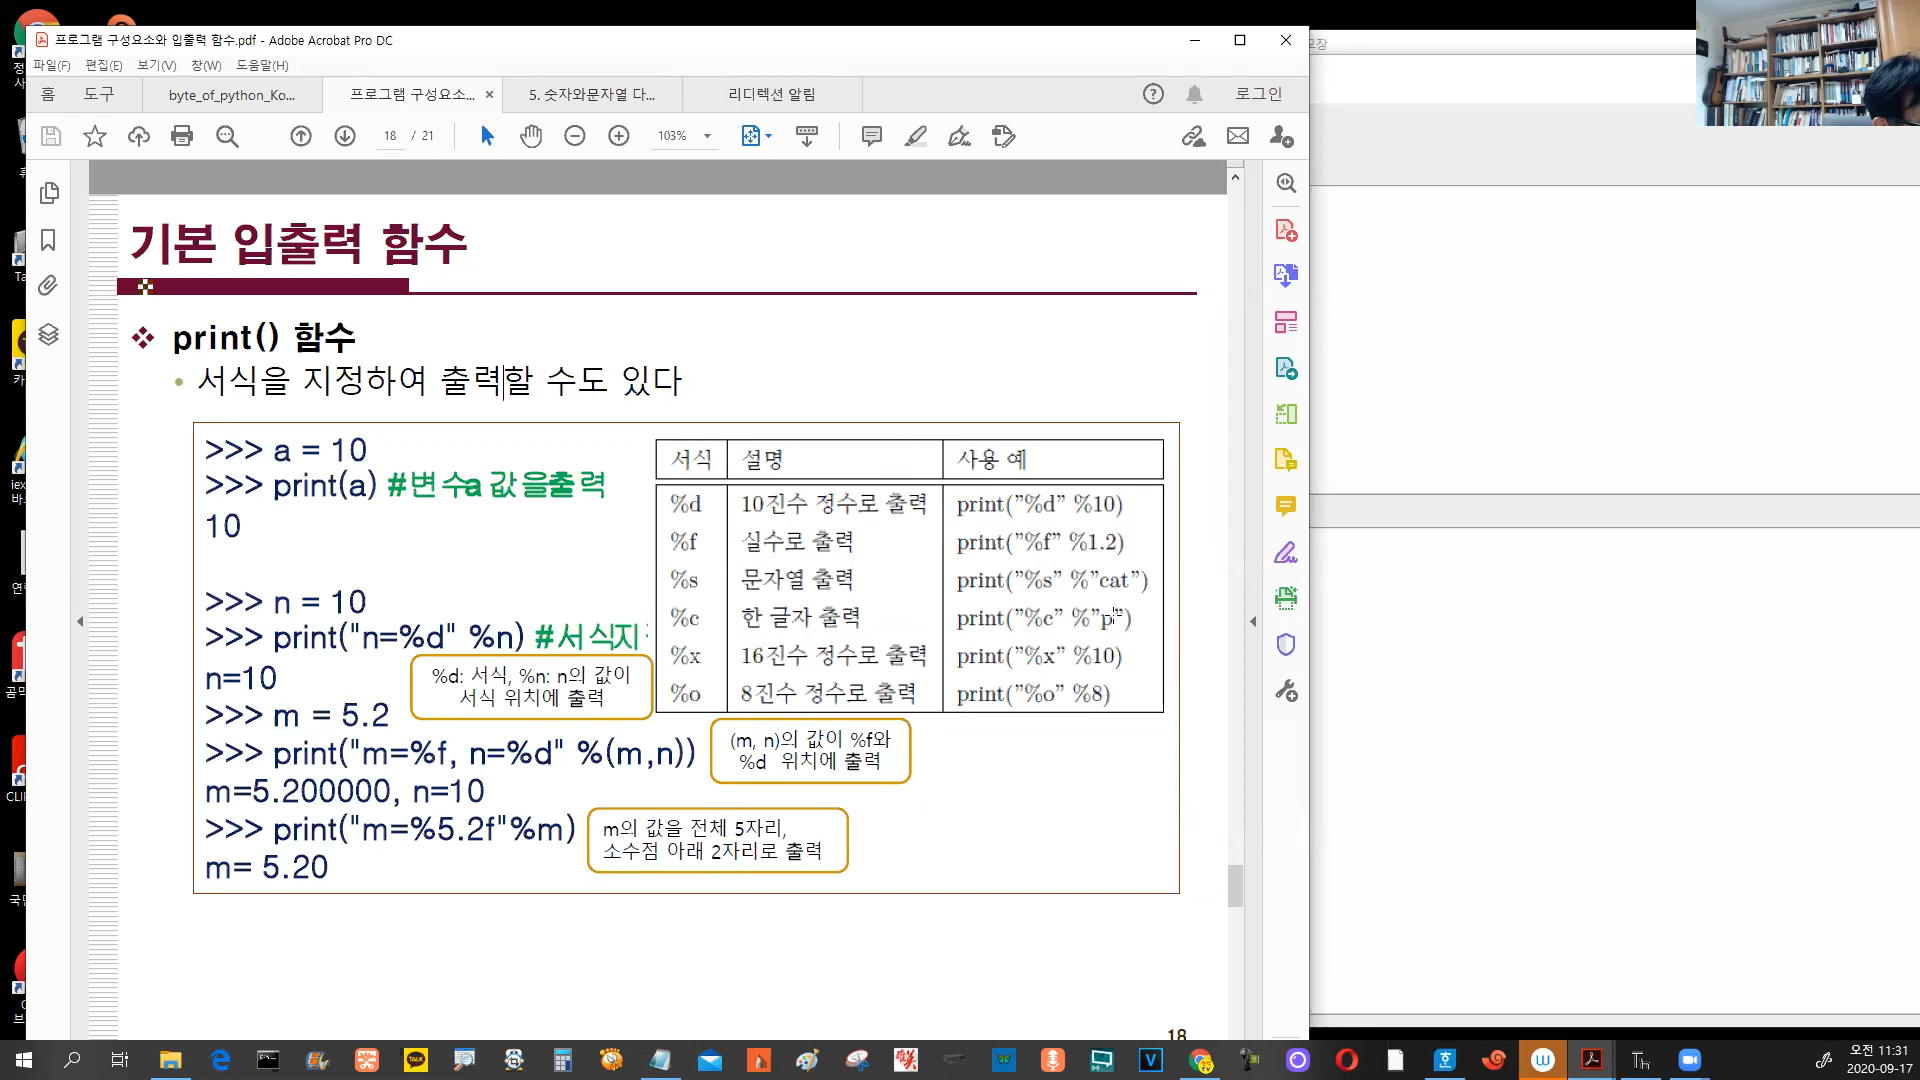 프로그램 구성요소와 입출력 함수.pdf - Adobe Acrobat Pro DC
파일(F) 편집(E) 보기(V) 창(W) 도움말(H)
홈 도구 byte_of_python_Ko... 프로그램 구성요소... × 5. 숫자와문자열 다... 리디렉션 알림 로그인
18 / 21 103%
기본 입출력 함수
print() 함수
• 서식을 지정하여 출력할 수도 있다
>>> a = 10
>>> print(a) #변수a 값을출력
10
>>> n = 10
>>> print("n=%d" %n) #서식지
n=10
%d: 서식, %n: n의 값이
서식 위치에 출력
>>> m = 5.2
>>> print("m=%f, n=%d" %(m,n))
(m, n)의 값이 %f와
%d 위치에 출력
m=5.200000, n=10
>>> print("m=%5.2f"%m)
m의 값을 전체 5자리,
소수점 아래 2자리로 출력
m= 5.20
서식 설명 사용 예
%d 10진수 정수로 출력 print("%d" %10)
%f 실수로 출력 print("%f" %1.2)
%s 문자열 출력 print("%s" %"cat")
%c 한 글자 출력 print("%c" %"p")
%x 16진수 정수로 출력 print("%x" %10)
%o 8진수 정수로 출력 print("%o" %8)
18
오전 11:31
2020-09-17